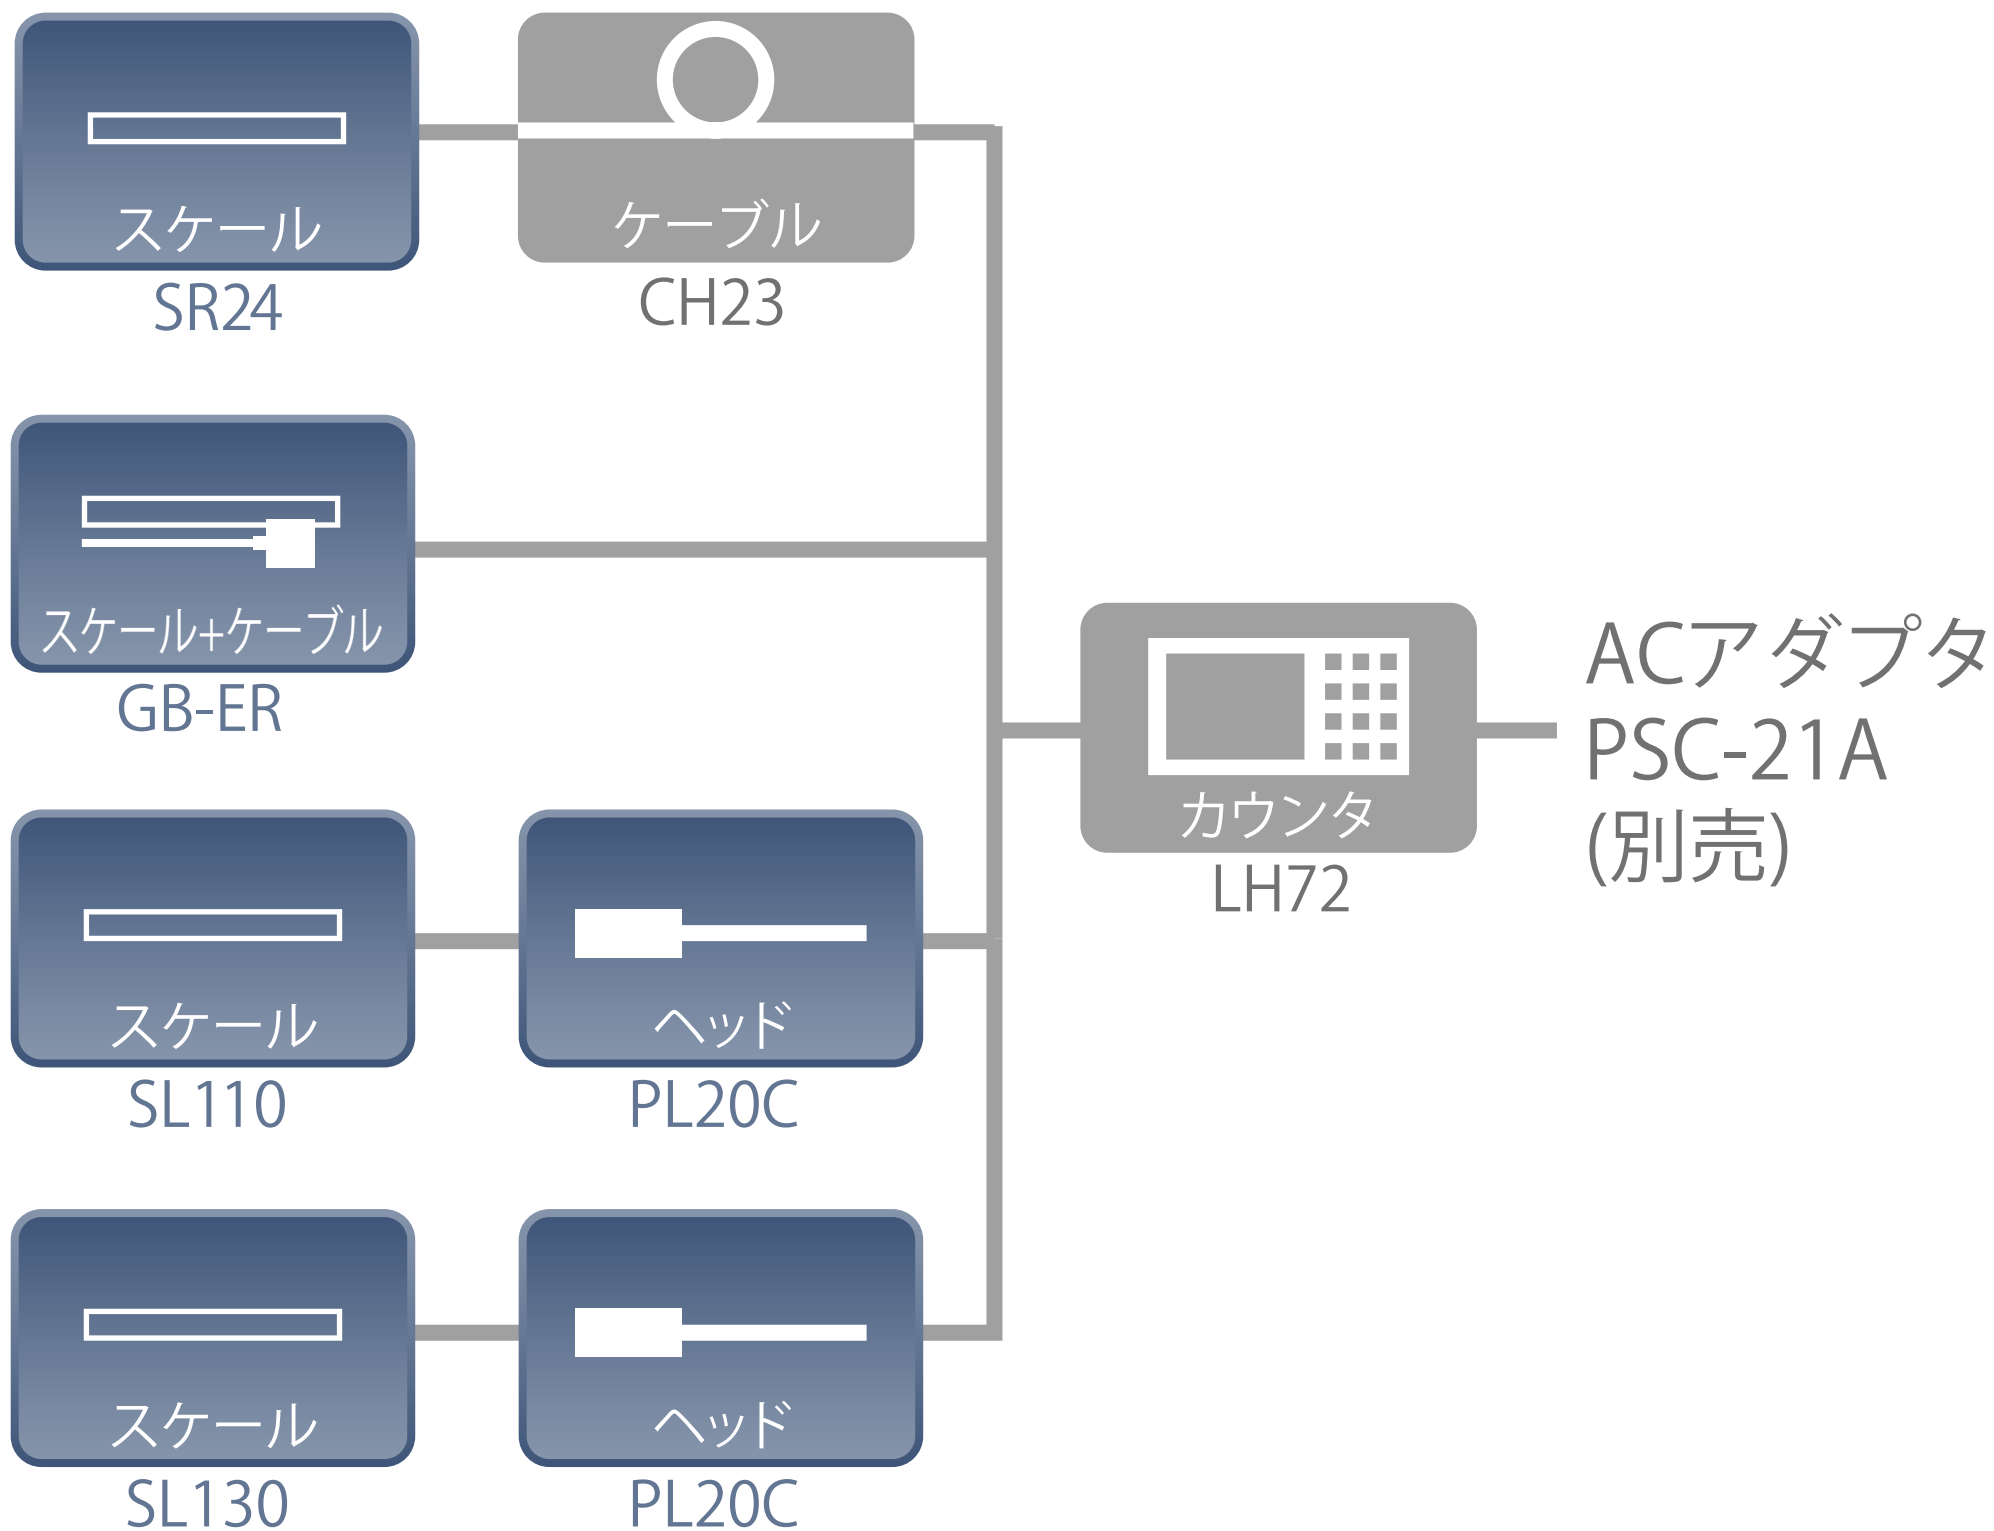 スケール
SR24
ケーブル
CH23
スケール+ケーブル
GB-ER
カウンタ
LH72
ACアダプタ
PSC-21A
(別売)
スケール
SL110
ヘッド
PL20C
スケール
SL130
ヘッド
PL20C